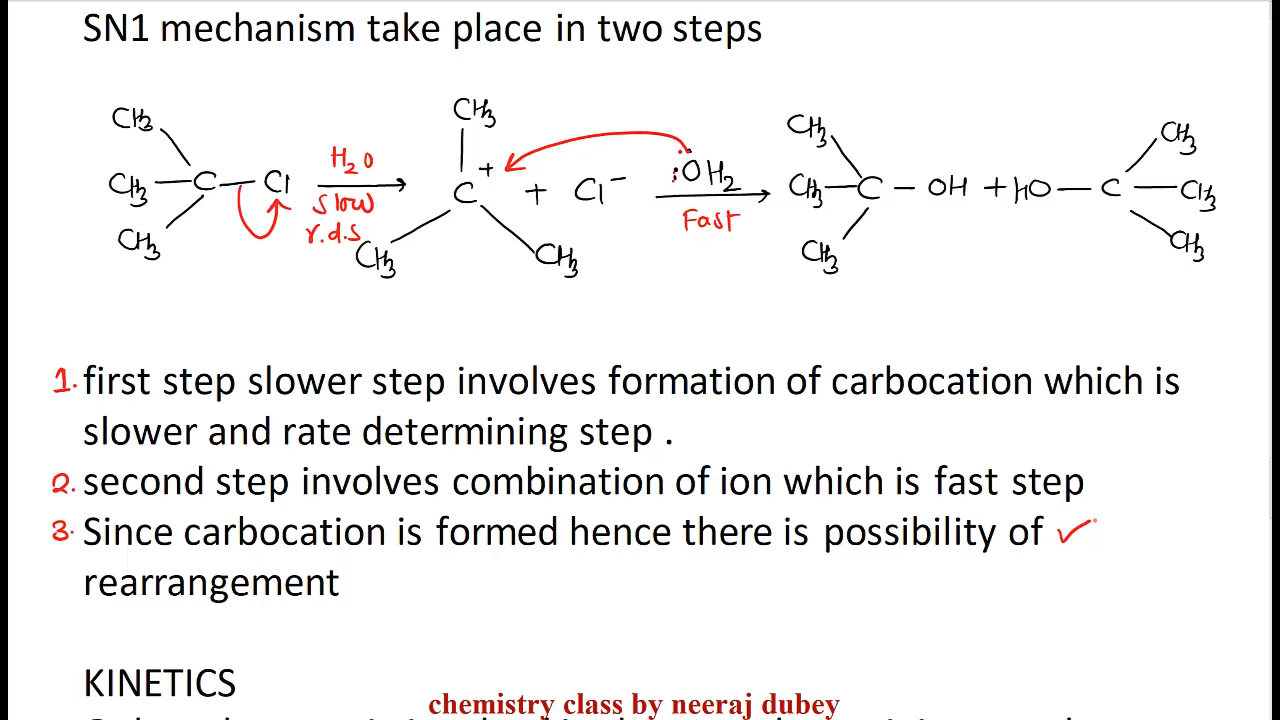 SN1 mechanism take place in two steps
CH3 CH3 CH3 C — Cl
H2O
slow
r.d.s
CH3 C+ CH3 CH3 + Cl−
:OH2
Fast
CH3 CH3 CH3 C — OH + HO — C CH3 CH3 CH3
1. first step slower step involves formation of carbocation which is
slower and rate determining step .
2. second step involves combination of ion which is fast step
3. Since carbocation is formed hence there is possibility of ✓
rearrangement
KINETICS
chemistry class by neeraj dubey